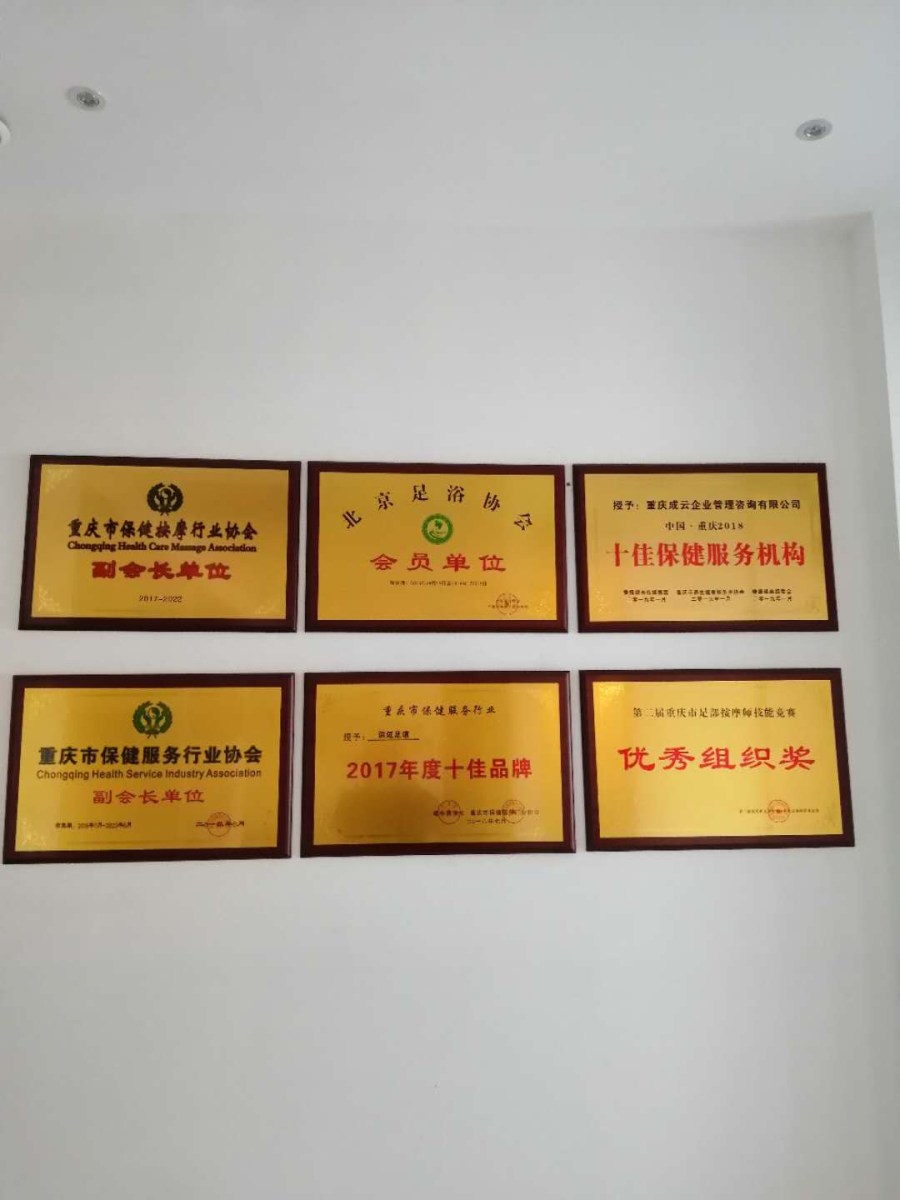 重庆市保健按摩行业协会
Chongqing Health Care Massage Association
副会长单位
2017-2022
北京足浴协会
会员单位
授予：重庆成云企业管理咨询有限公司
中国·重庆2018
十佳保健服务机构
重庆市保健服务行业协会
Chongqing Health Service Industry Association
副会长单位
重庆市保健服务行业
授予：
2017年度十佳品牌
第二届重庆市足部按摩师技能竞赛
优秀组织奖